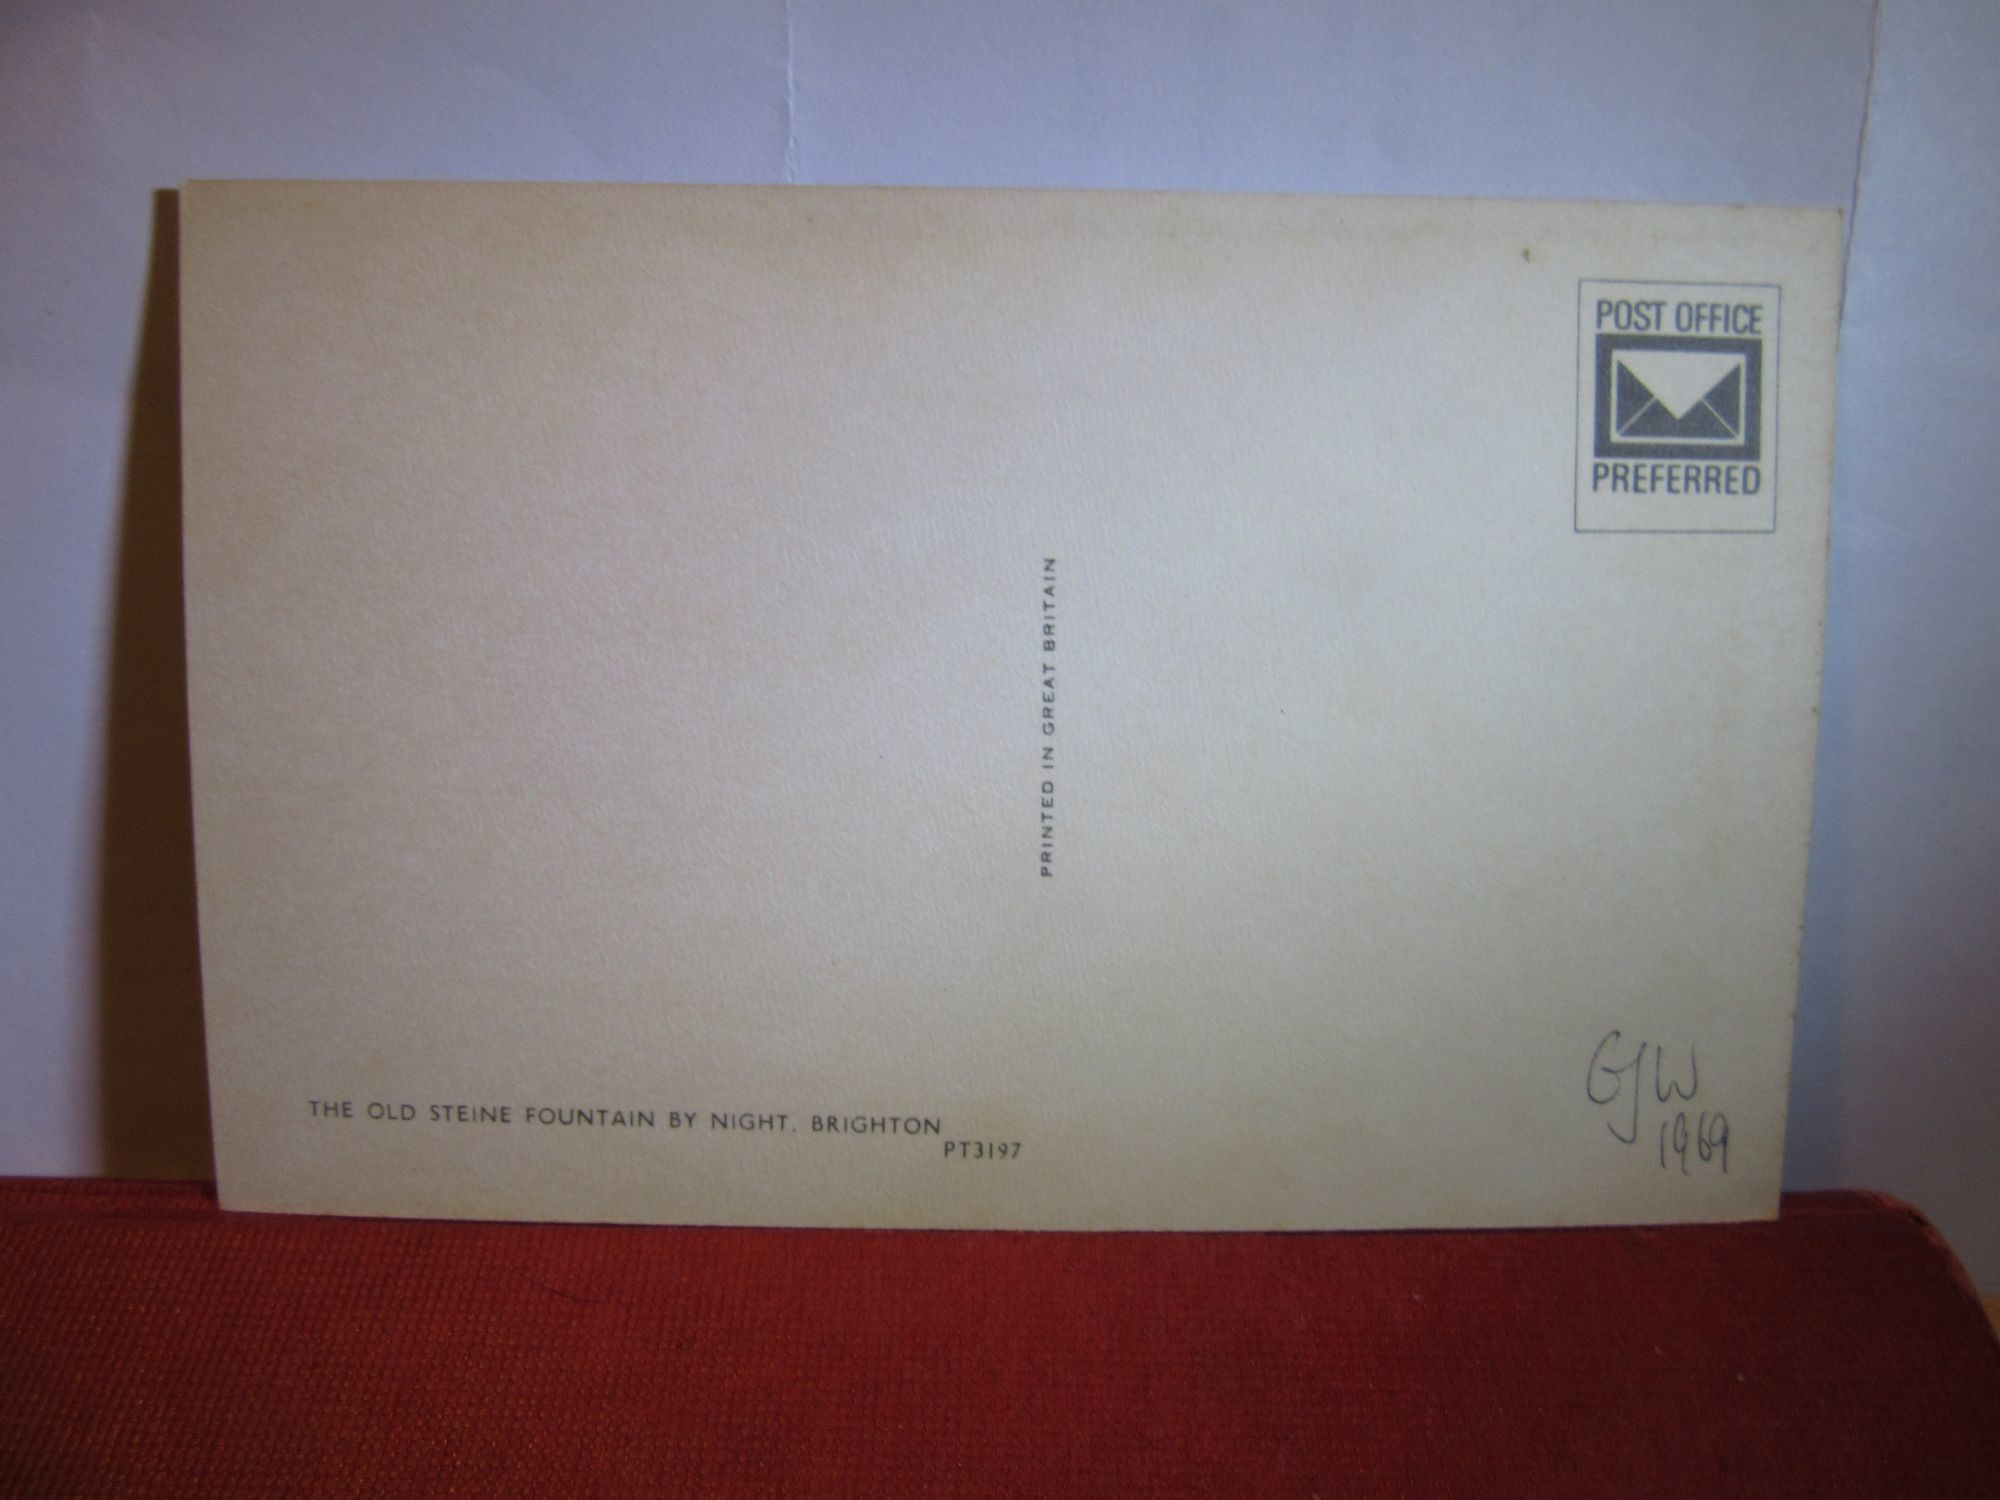 POST OFFICE
PREFERRED
PRINTED IN GREAT BRITAIN
THE OLD STEINE FOUNTAIN BY NIGHT, BRIGHTON
PT3197
GJW
1969